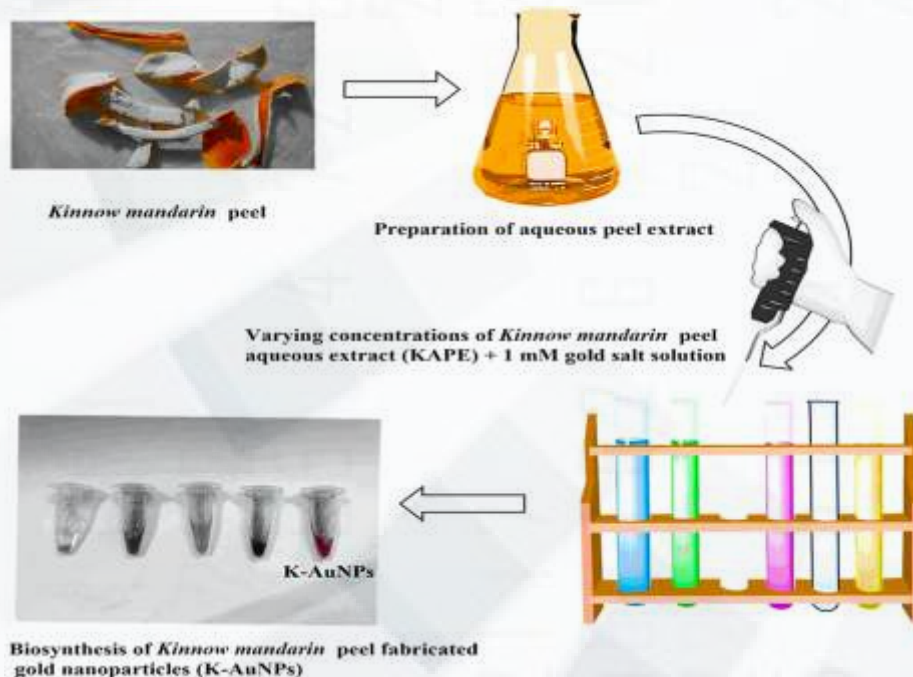 Kinnow mandarin peel
Preparation of aqueous peel extract
Varying concentrations of Kinnow mandarin peel
aqueous extract (KAPE) + 1 mM gold salt solution
K-AuNPs
Biosynthesis of Kinnow mandarin peel fabricated
gold nanoparticles (K-AuNPs)